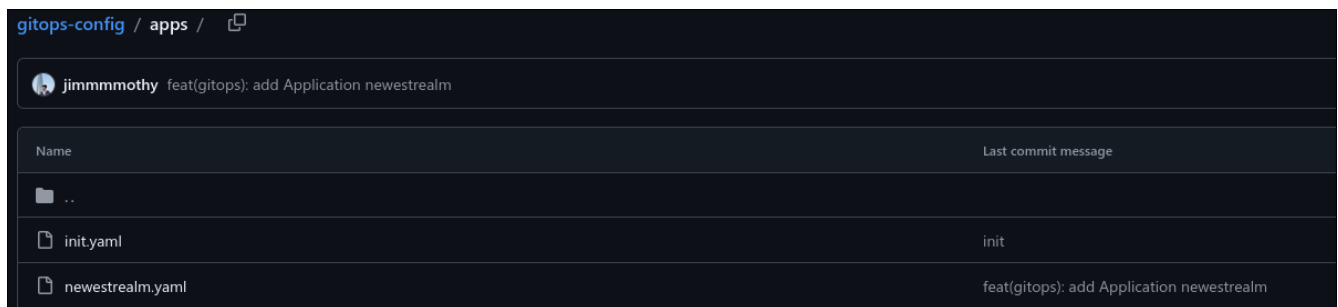 gitops-config / apps /
jimmmmothy feat(gitops): add Application newestrealm
Name Last commit message
..
init.yaml init
newestrealm.yaml feat(gitops): add Application newestrealm